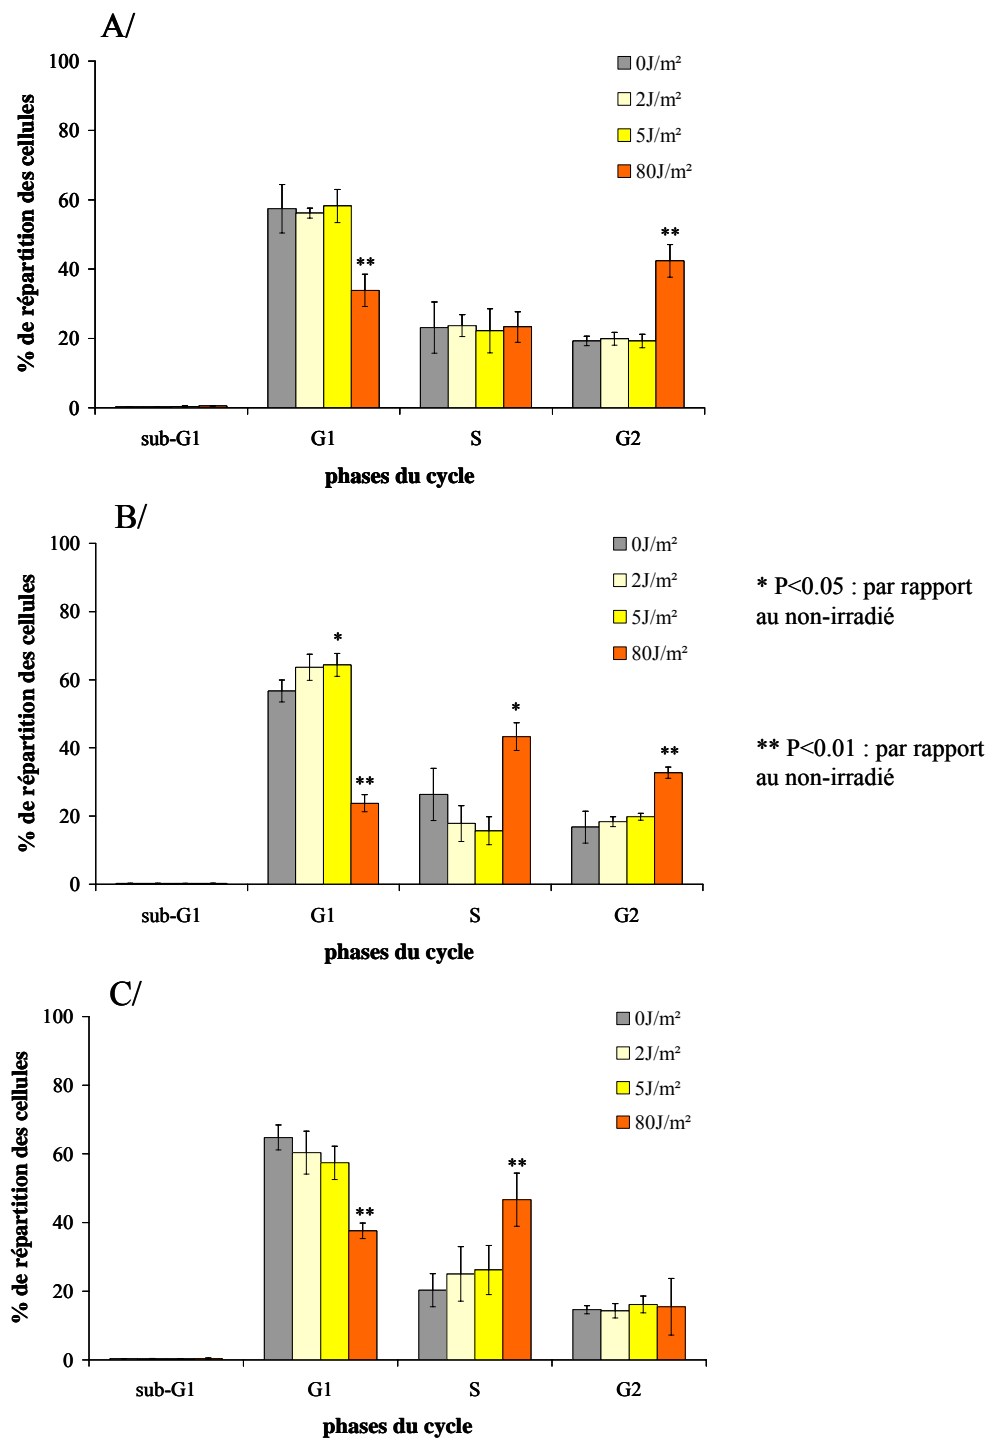 A/
100
80
60
40
20
0
% de répartition des cellules
0J/m²
2J/m²
5J/m²
80J/m²
**
**
sub-G1 G1 S G2
phases du cycle
B/
100
80
60
40
20
0
% de répartition des cellules
0J/m²
2J/m²
5J/m²
80J/m²
*
**
*
**
sub-G1 G1 S G2
phases du cycle
* P<0.05 : par rapport
au non-irradié
** P<0.01 : par rapport
au non-irradié
C/
100
80
60
40
20
0
% de répartition des cellules
0J/m²
2J/m²
5J/m²
80J/m²
**
**
sub-G1 G1 S G2
phases du cycle